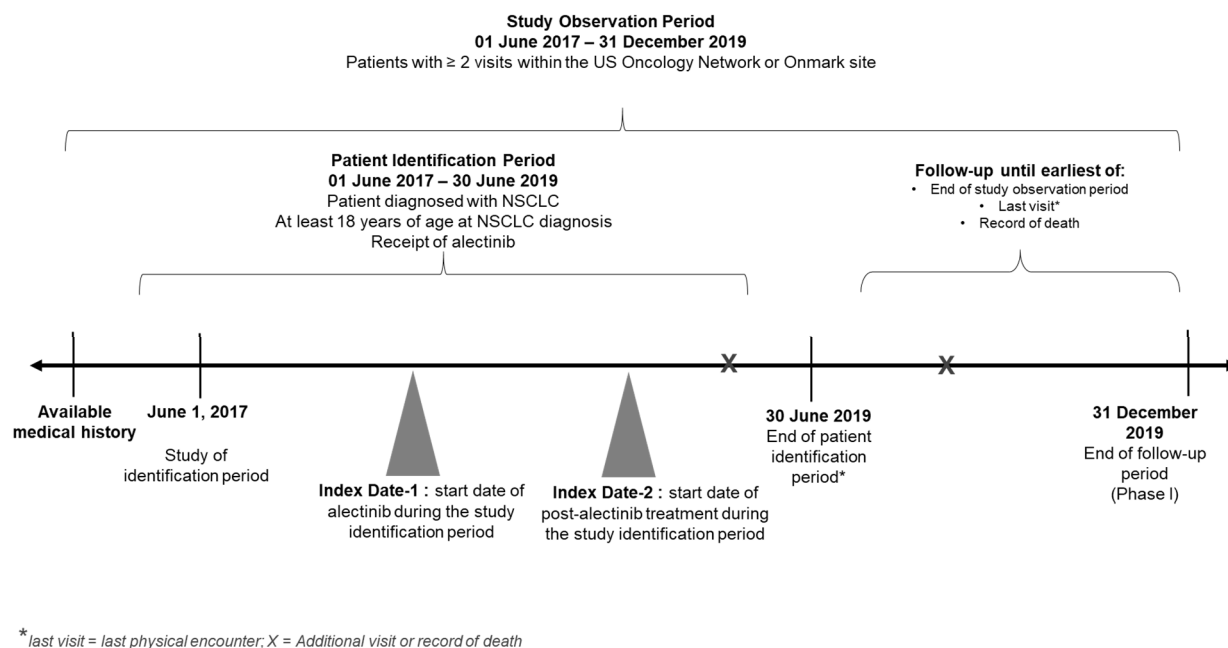 Study Observation Period
01 June 2017 – 31 December 2019
Patients with ≥ 2 visits within the US Oncology Network or Onmark site
Patient Identification Period
01 June 2017 – 30 June 2019
Patient diagnosed with NSCLC
At least 18 years of age at NSCLC diagnosis
Receipt of alectinib
Follow-up until earliest of:
• End of study observation period
• Last visit*
• Record of death
X
X
Available
medical history
June 1, 2017
Study of
identification period
Index Date-1 : start date of
alectinib during the study
identification period
Index Date-2 : start date of
post-alectinib treatment during
the study identification period
30 June 2019
End of patient
identification
period*
31 December
2019
End of follow-up
period
(Phase I)
*last visit = last physical encounter; X = Additional visit or record of death